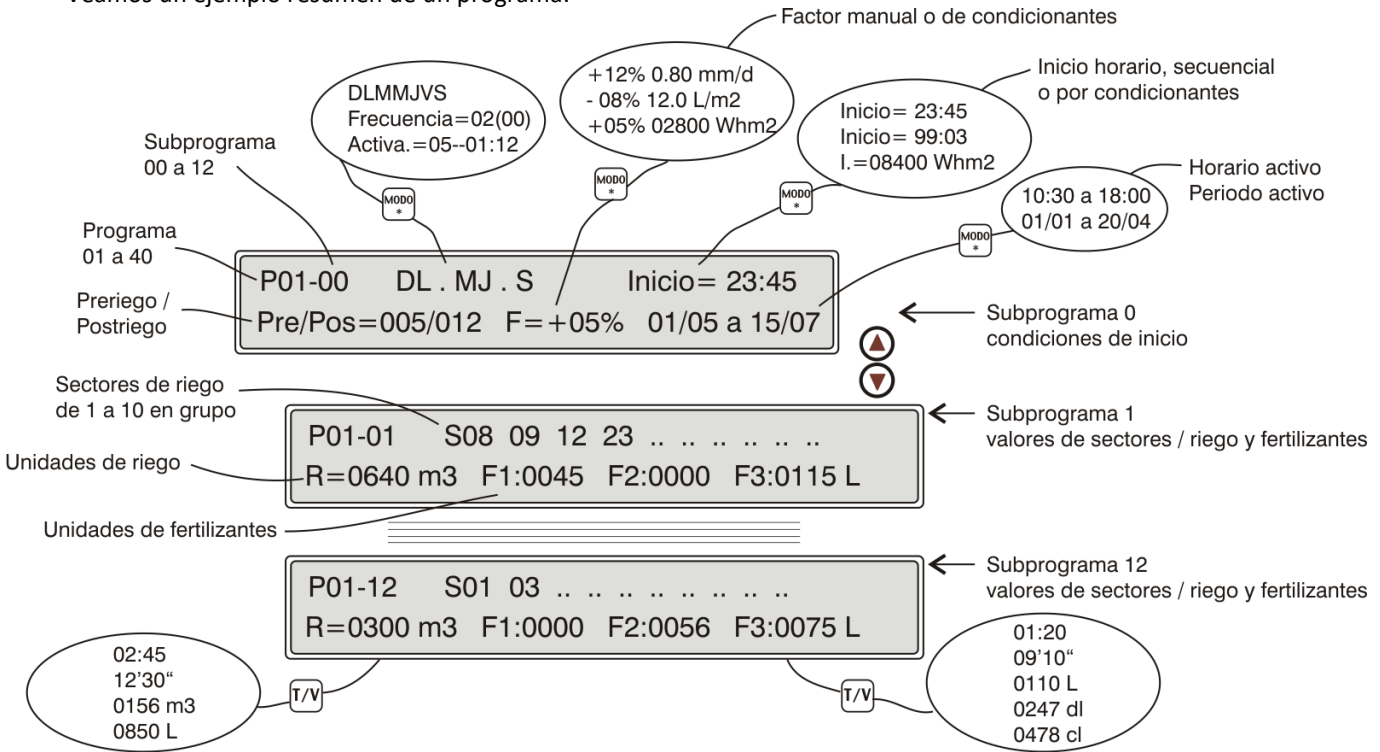 Veamos un ejemplo resumen de un programa:
Factor manual o de condicionantes
+12% 0.80 mm/d
- 08% 12.0 L/m2
+05% 02800 Whm2
Inicio horario, secuencial
o por condicionantes
DLMMJVS
Frecuencia=02(00)
Activa.=05--01:12
Inicio= 23:45
Inicio= 99:03
I.=08400 Whm2
Subprograma
00 a 12
Horario activo
Periodo activo
10:30 a 18:00
01/01 a 20/04
MODO
*
MODO
*
MODO
*
MODO
*
Programa
01 a 40
P01-00 DL . MJ . S Inicio= 23:45
Pre/Pos=005/012 F=+05% 01/05 a 15/07
Preriego /
Postriego
Subprograma 0
condiciones de inicio
Sectores de riego
de 1 a 10 en grupo
Subprograma 1
valores de sectores / riego y fertilizantes
P01-01 S08 09 12 23 .. .. .. .. .. ..
R=0640 m3 F1:0045 F2:0000 F3:0115 L
Unidades de riego
Unidades de fertilizantes
Subprograma 12
valores de sectores / riego y fertilizantes
P01-12 S01 03 .. .. .. .. .. .. .. ..
R=0300 m3 F1:0000 F2:0056 F3:0075 L
02:45
12'30“
0156 m3
0850 L
T/V
T/V
01:20
09'10“
0110 L
0247 dl
0478 cl